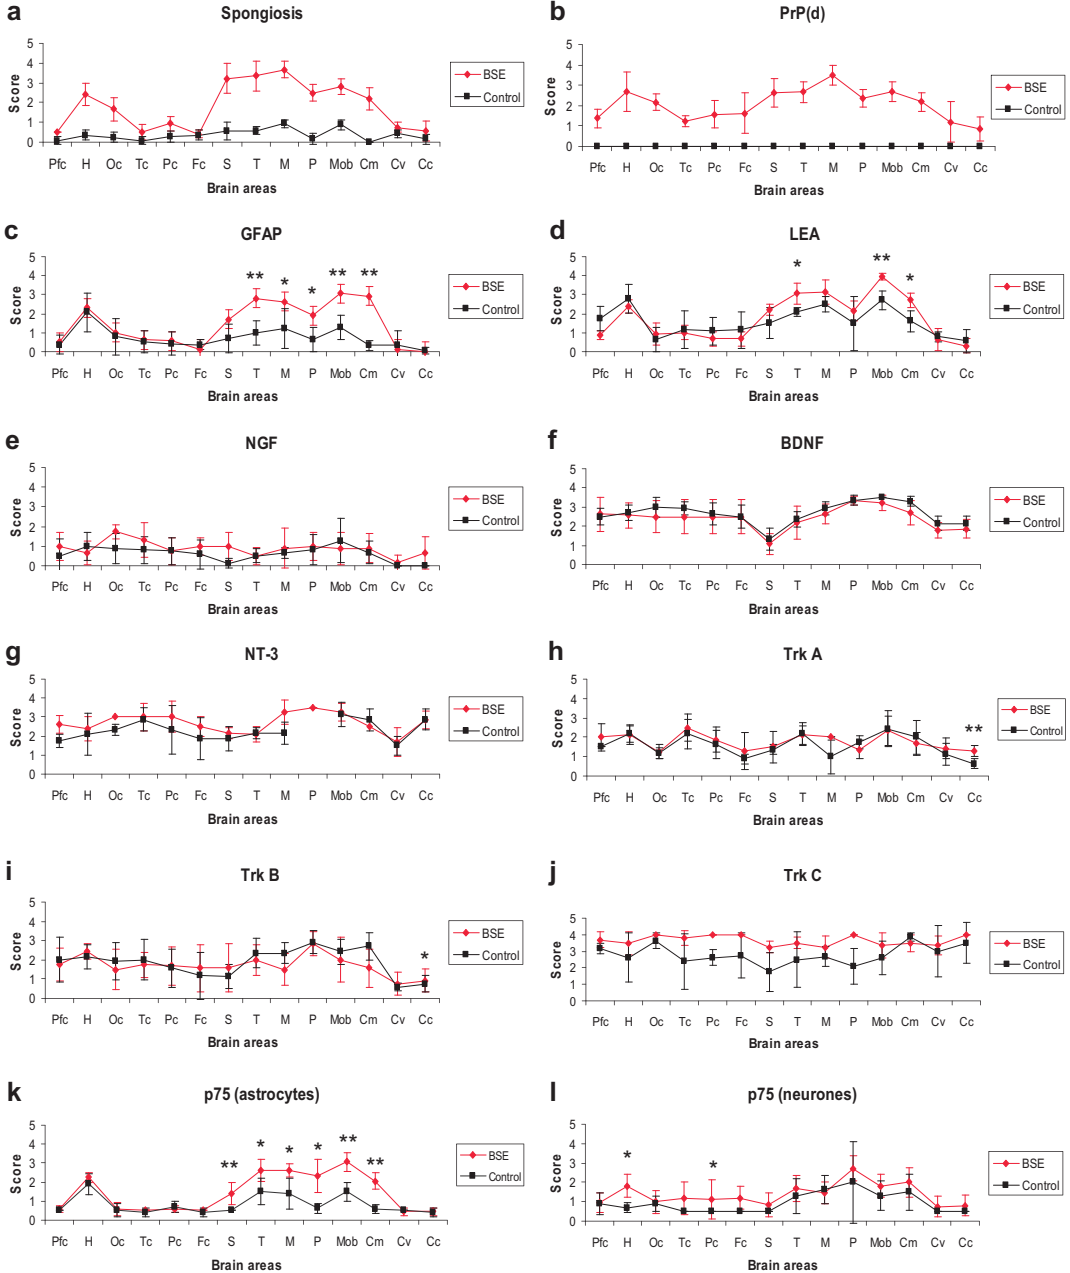 a Spongiosis
Score
5
4
3
2
1
0
Pfc H Oc Tc Pc Fc S T M P Mob Cm Cv Cc
Brain areas
BSE
Control
b PrP(d)
Score
5
4
3
2
1
0
Pfc H Oc Tc Pc Fc S T M P Mob Cm Cv Cc
Brain areas
BSE
Control
c GFAP
Score
5
4
3
2
1
0
** * * ** **
Pfc H Oc Tc Pc Fc S T M P Mob Cm Cv Cc
Brain areas
BSE
Control
d LEA
Score
5
4
3
2
1
0
* ** *
Pfc H Oc Tc Pc Fc S T M P Mob Cm Cv Cc
Brain areas
BSE
Control
e NGF
Score
5
4
3
2
1
0
Pfc H Oc Tc Pc Fc S T M P Mob Cm Cv Cc
Brain areas
BSE
Control
f BDNF
Score
5
4
3
2
1
0
Pfc H Oc Tc Pc Fc S T M P Mob Cm Cv Cc
Brain areas
BSE
Control
g NT-3
Score
5
4
3
2
1
0
Pfc H Oc Tc Pc Fc S T M P Mob Cm Cv Cc
Brain areas
BSE
Control
h Trk A
Score
5
4
3
2
1
0
**
Pfc H Oc Tc Pc Fc S T M P Mob Cm Cv Cc
Brain areas
BSE
Control
i Trk B
Score
5
4
3
2
1
0
*
Pfc H Oc Tc Pc Fc S T M P Mob Cm Cv Cc
Brain areas
BSE
Control
j Trk C
Score
5
4
3
2
1
0
Pfc H Oc Tc Pc Fc S T M P Mob Cm Cv Cc
Brain areas
BSE
Control
k p75 (astrocytes)
Score
5
4
3
2
1
0
** * * * ** **
Pfc H Oc Tc Pc Fc S T M P Mob Cm Cv Cc
Brain areas
BSE
Control
l p75 (neurones)
Score
5
4
3
2
1
0
* *
Pfc H Oc Tc Pc Fc S T M P Mob Cm Cv Cc
Brain areas
BSE
Control